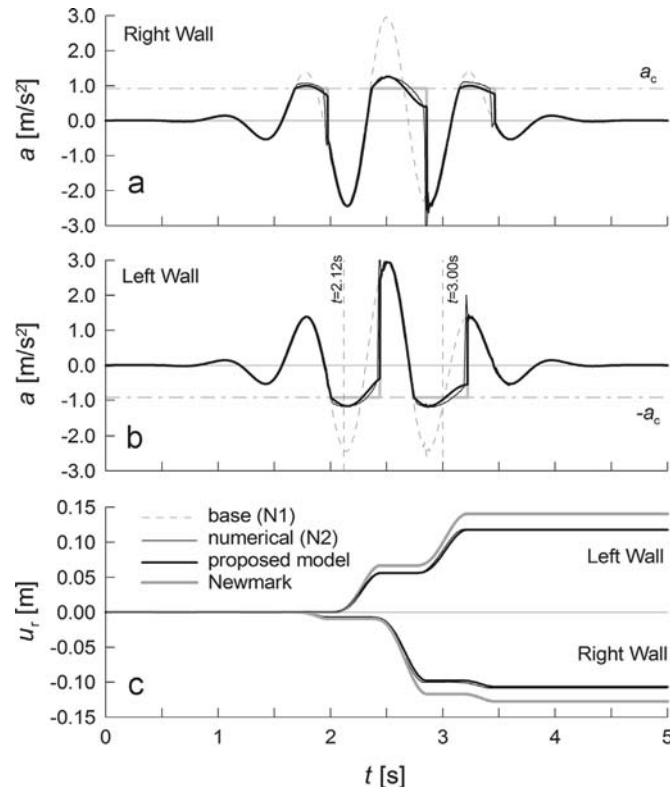 3.0
Right Wall
2.0
1.0
a_c
0.0
-1.0
-2.0
a
-3.0
a [m/s²]
3.0
Left Wall
t=2.12s
t=3.00s
2.0
1.0
0.0
-1.0
-a_c
-2.0
b
-3.0
a [m/s²]
0.15
base (N1)
0.10
numerical (N2)
proposed model
Left Wall
0.05
Newmark
0.00
-0.05
Right Wall
-0.10
c
-0.15
u_r [m]
0 1 2 3 4 5
t [s]